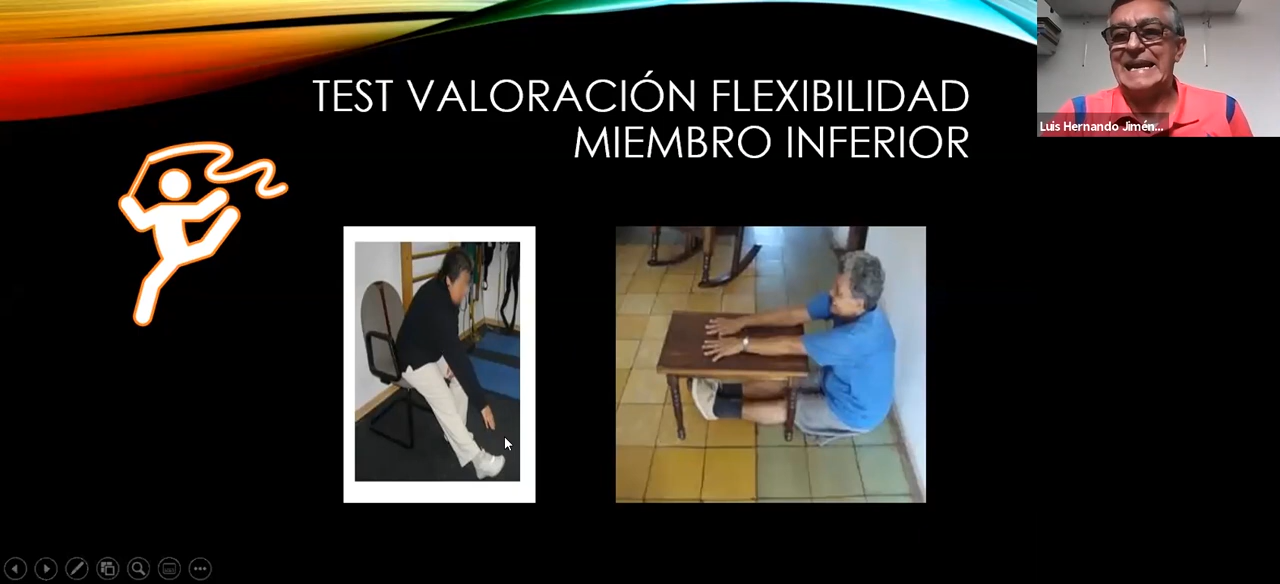 TEST VALORACIÓN FLEXIBILIDAD
MIEMBRO INFERIOR
Luis Hernando Jimén...